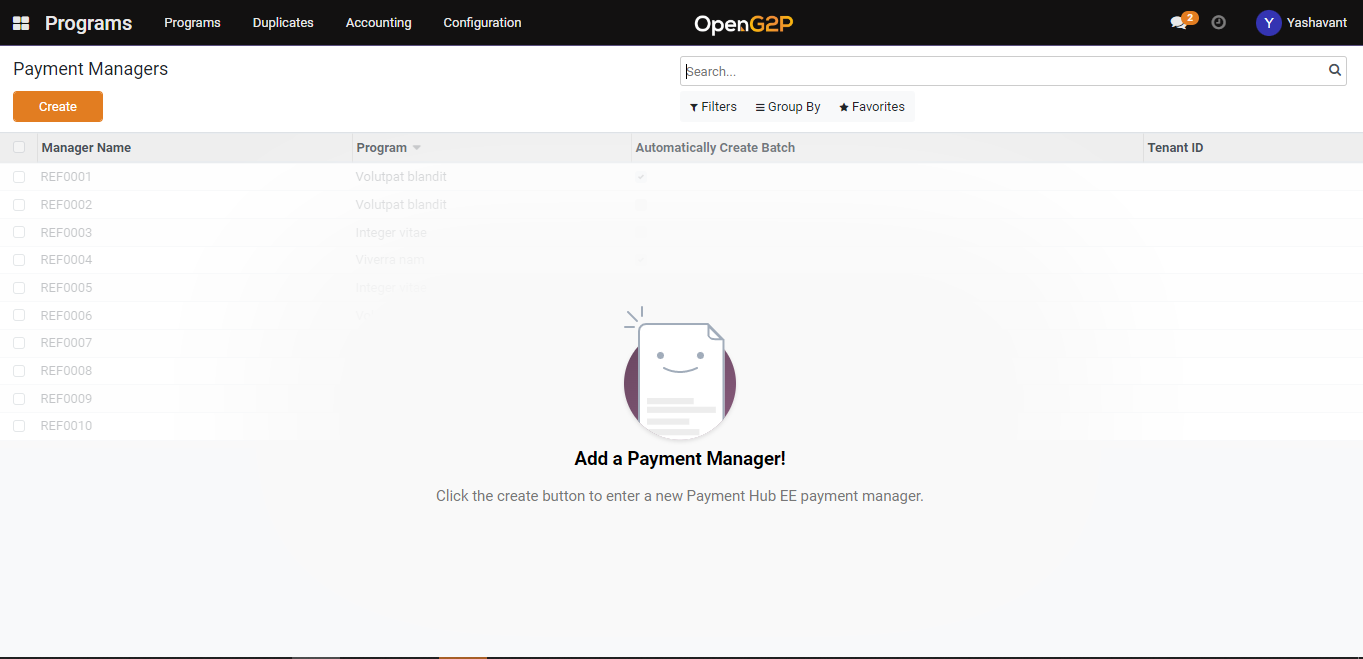 Programs Programs Duplicates Accounting Configuration OpenG2P 2 Y Yashavant
Payment Managers
Search...
Create
Filters Group By Favorites
Manager Name Program Automatically Create Batch Tenant ID
REF0001 Volutpat blandit
REF0002 Volutpat blandit
REF0003 Integer vitae
REF0004 Viverra nam
REF0005 Integer vitae
REF0006
REF0007
REF0008
REF0009
REF0010
Add a Payment Manager!
Click the create button to enter a new Payment Hub EE payment manager.